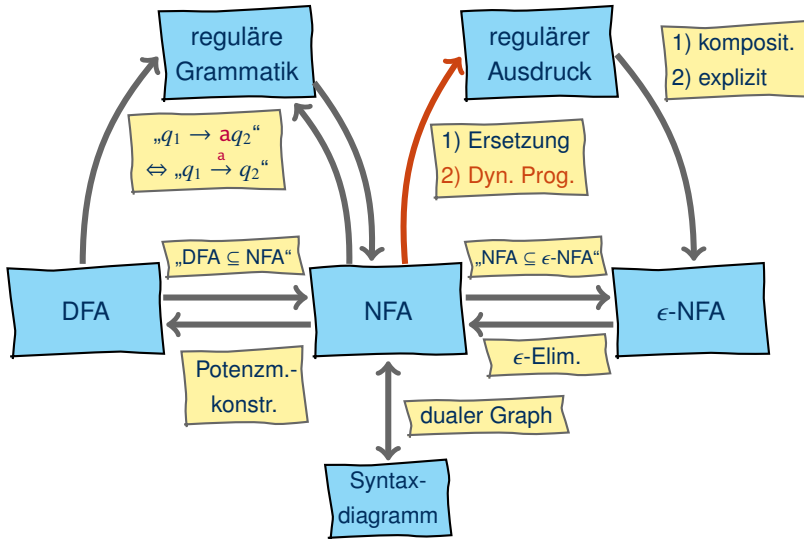 reguläre
Grammatik
regulärer
Ausdruck
1) komposit.
2) explizit
„q₁ → aq₂“
a
⇔ „q₁ → q₂“
1) Ersetzung
2) Dyn. Prog.
„DFA ⊆ NFA“
„NFA ⊆ ϵ-NFA“
DFA
NFA
ϵ-NFA
Potenzm.-
konstr.
ϵ-Elim.
dualer Graph
Syntax-
diagramm